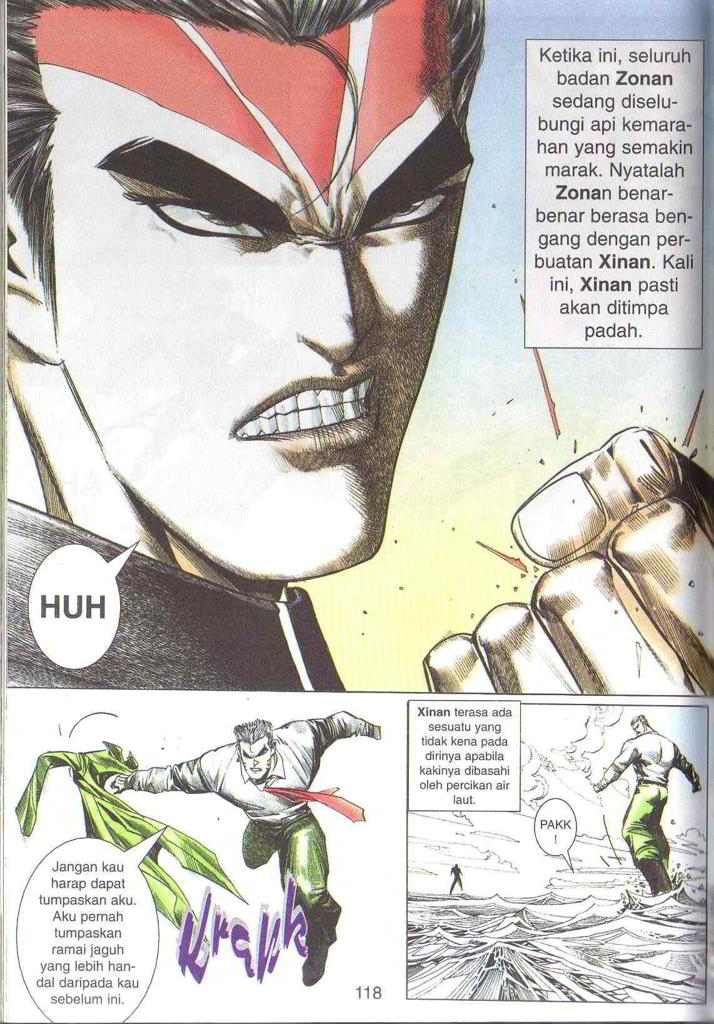 Ketika ini, seluruh
badan Zonan
sedang diselu-
bungi api kemara-
han yang semakin
marak. Nyatalah
Zonan benar-
benar berasa ben-
gang dengan per-
buatan Xinan. Kali
ini, Xinan pasti
akan ditimpa
padah.
HUH
Jangan kau
harap dapat
tumpaskan aku.
Aku pernah
tumpaskan
ramai jaguh
yang lebih han-
dal daripada kau
sebelum ini.
Krapk
Xinan terasa ada
sesuatu yang
tidak kena pada
dirinya apabila
kakinya dibasahi
oleh percikan air
laut.
PAKK
!
118